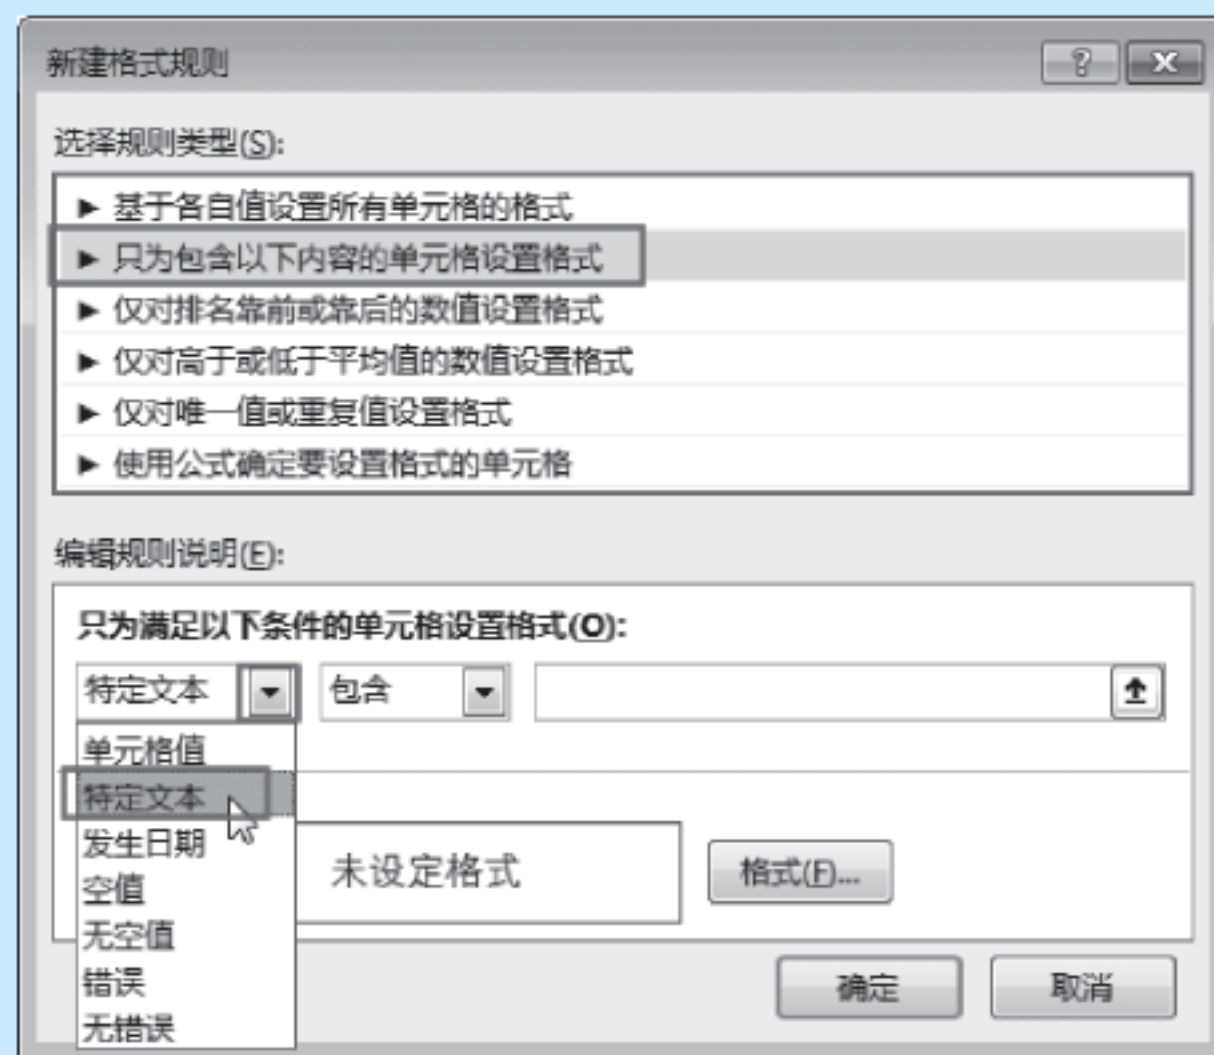 新建格式规则
选择规则类型(S):
► 基于各自值设置所有单元格的格式
► 只为包含以下内容的单元格设置格式
► 仅对排名靠前或靠后的数值设置格式
► 仅对高于或低于平均值的数值设置格式
► 仅对唯一值或重复值设置格式
► 使用公式确定要设置格式的单元格
编辑规则说明(E):
只为满足以下条件的单元格设置格式(O):
特定文本 包含
单元格值
特定文本
发生日期
空值
无空值
错误
无错误
未设定格式 格式(F)...
确定 取消